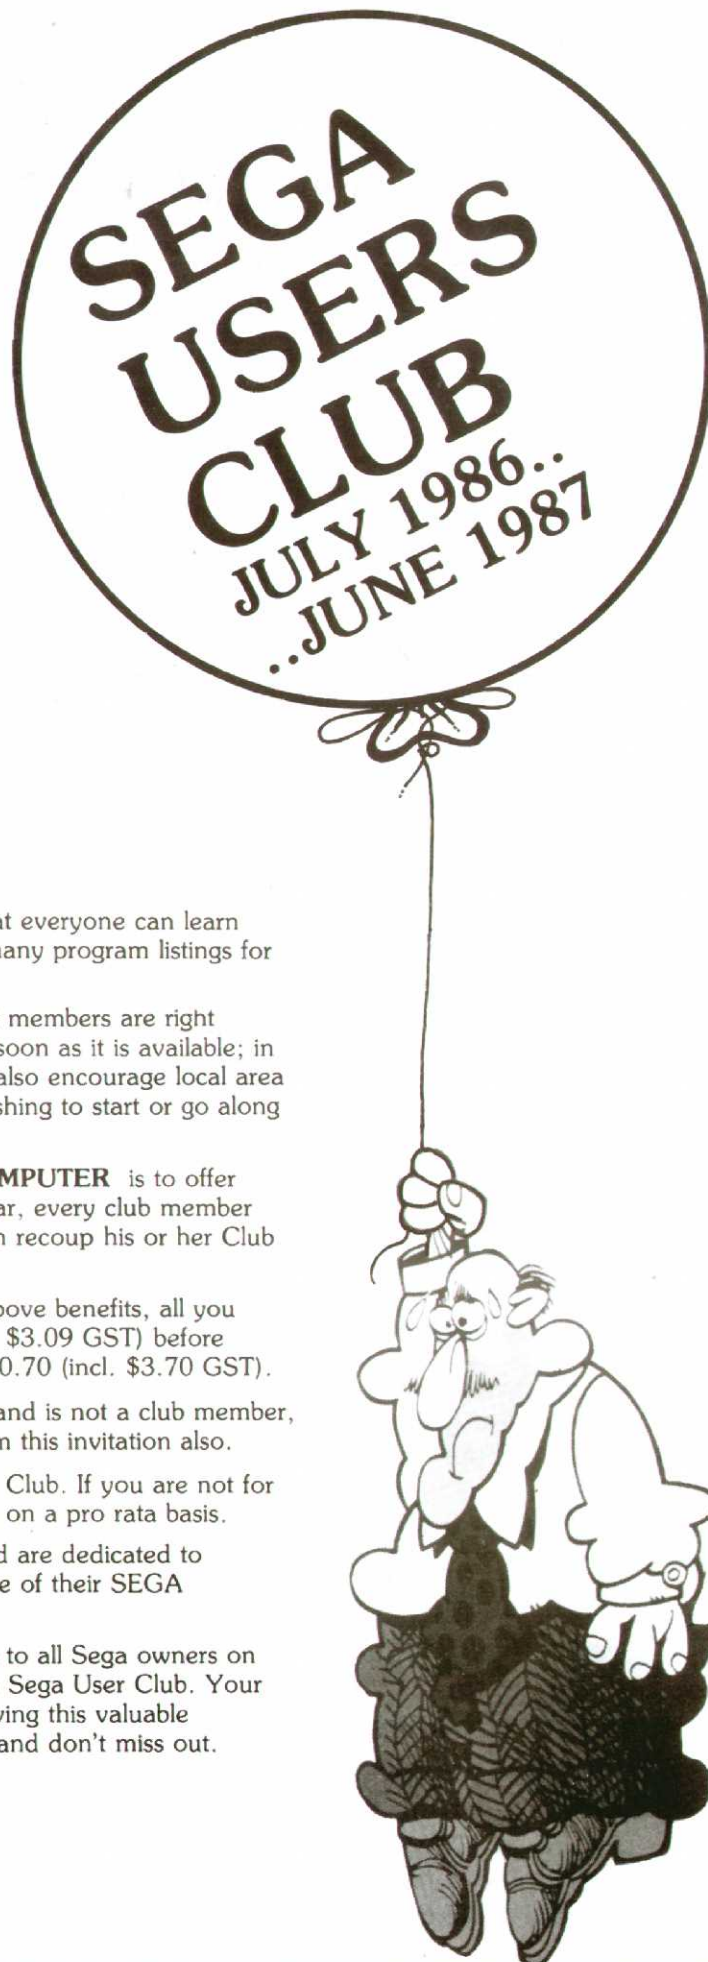 SEGA
USERS
CLUB
JULY 1986..
..JUNE 1987
at everyone can learn
many program listings for
members are right
soon as it is available; in
also encourage local area
shing to start or go along
MPUTER is to offer
ar, every club member
n recoup his or her Club
bove benefits, all you
$3.09 GST) before
0.70 (incl. $3.70 GST).
and is not a club member,
m this invitation also.
Club. If you are not for
on a pro rata basis.
d are dedicated to
e of their SEGA
to all Sega owners on
Sega User Club. Your
ving this valuable
and don't miss out.